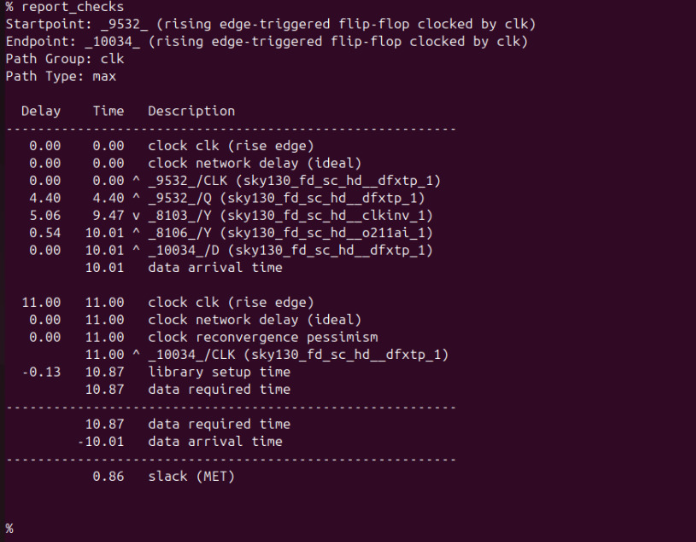 % report_checks
Startpoint: _9532_ (rising edge-triggered flip-flop clocked by clk)
Endpoint: _10034_ (rising edge-triggered flip-flop clocked by clk)
Path Group: clk
Path Type: max
  Delay    Time   Description
---------------------------------------------------------
   0.00    0.00   clock clk (rise edge)
   0.00    0.00   clock network delay (ideal)
   0.00    0.00 ^ _9532_/CLK (sky130_fd_sc_hd__dfxtp_1)
   4.40    4.40 ^ _9532_/Q (sky130_fd_sc_hd__dfxtp_1)
   5.06    9.47 v _8103_/Y (sky130_fd_sc_hd__clkinv_1)
   0.54   10.01 ^ _8106_/Y (sky130_fd_sc_hd__o211ai_1)
   0.00   10.01 ^ _10034_/D (sky130_fd_sc_hd__dfxtp_1)
          10.01   data arrival time
  11.00   11.00   clock clk (rise edge)
   0.00   11.00   clock network delay (ideal)
   0.00   11.00   clock reconvergence pessimism
          11.00 ^ _10034_/CLK (sky130_fd_sc_hd__dfxtp_1)
  -0.13   10.87   library setup time
          10.87   data required time
---------------------------------------------------------
          10.87   data required time
         -10.01   data arrival time
---------------------------------------------------------
           0.86   slack (MET)
%